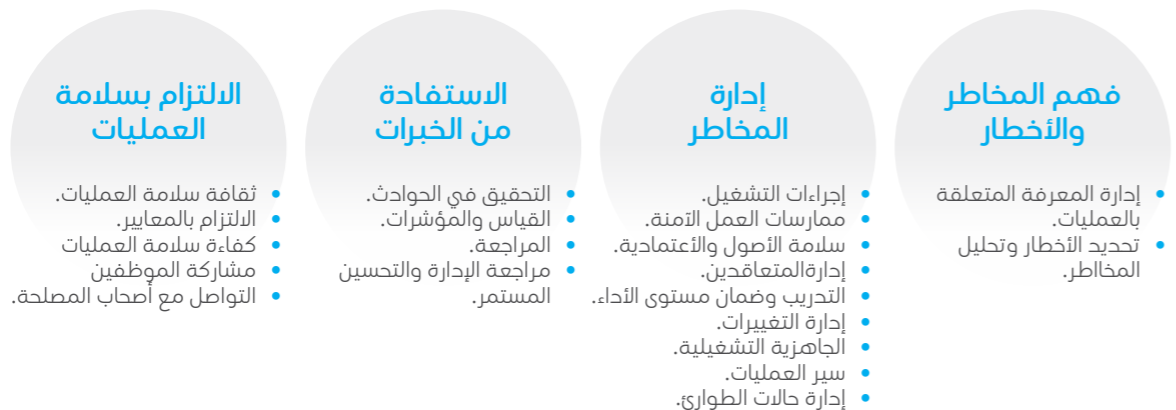 فهم المخاطر
والأخطار
• إدارة المعرفة المتعلقة
بالعمليات.
• تحديد الأخطار وتحليل
المخااطر.
إدارة
المخاطر
• إجراءات التشغيل.
• ممارسات العمل الآمنة.
• سلامة الأصول والأعتمادية.
• إدارةالمتعاقدين.
• التدريب وضمان مستوى الأداء.
• إدارة التغييرات.
• الجاهزية التشغيلية.
• سير العمليات.
• إدارة حالات الطوارئ.
الاستفادة
من الخبرات
• التحقيق في الحوادث.
• القياس والمؤشرات.
• المراجعة.
• مراجعة الإدارة والتحسين
المستمر.
الالتزام بسلامة
العمليات
• ثقافة سلامة العمليات.
• الالتزام بالمعايير.
• كفاءة سلامة العمليات
• مشاركة الموظفين
• التواصل مع أصحاب المصلحة.